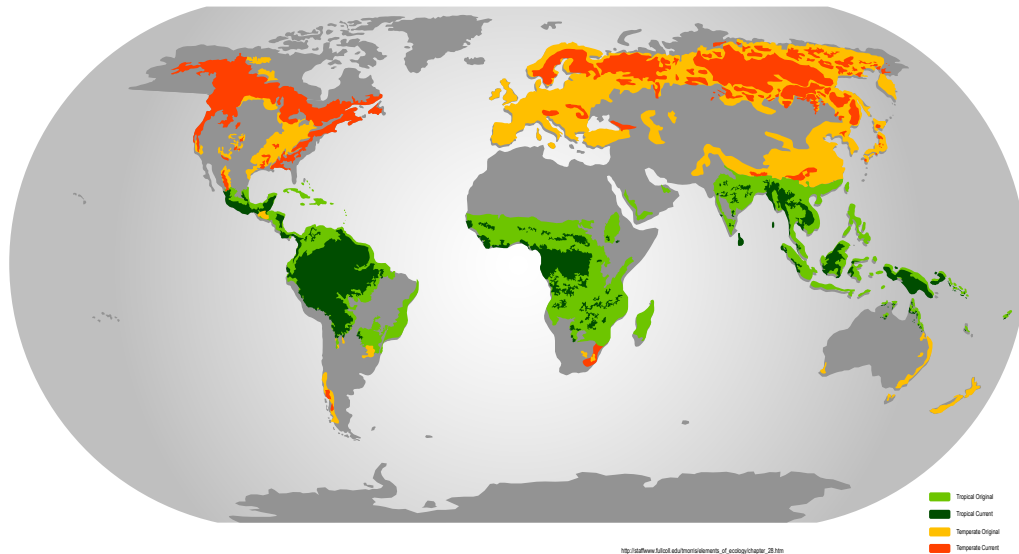 Tropical Original
Tropical Current
Temperate Original
Temperate Current
http://staffwww.fullcoll.edu/tmorris/elements_of_ecology/chapter_28.htm